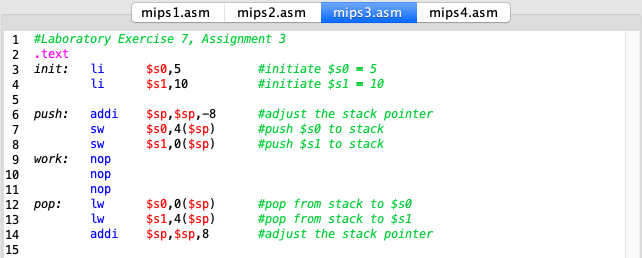 mips1.asm mips2.asm mips3.asm mips4.asm
1 #Laboratory Exercise 7, Assignment 3
2 .text
3 init: li $s0,5 #initiate $s0 = 5
4 li $s1,10 #initiate $s1 = 10
5
6 push: addi $sp,$sp,-8 #adjust the stack pointer
7 sw $s0,4($sp) #push $s0 to stack
8 sw $s1,0($sp) #push $s1 to stack
9 work: nop
10 nop
11 nop
12 pop: lw $s0,0($sp) #pop from stack to $s0
13 lw $s1,4($sp) #pop from stack to $s1
14 addi $sp,$sp,8 #adjust the stack pointer
15